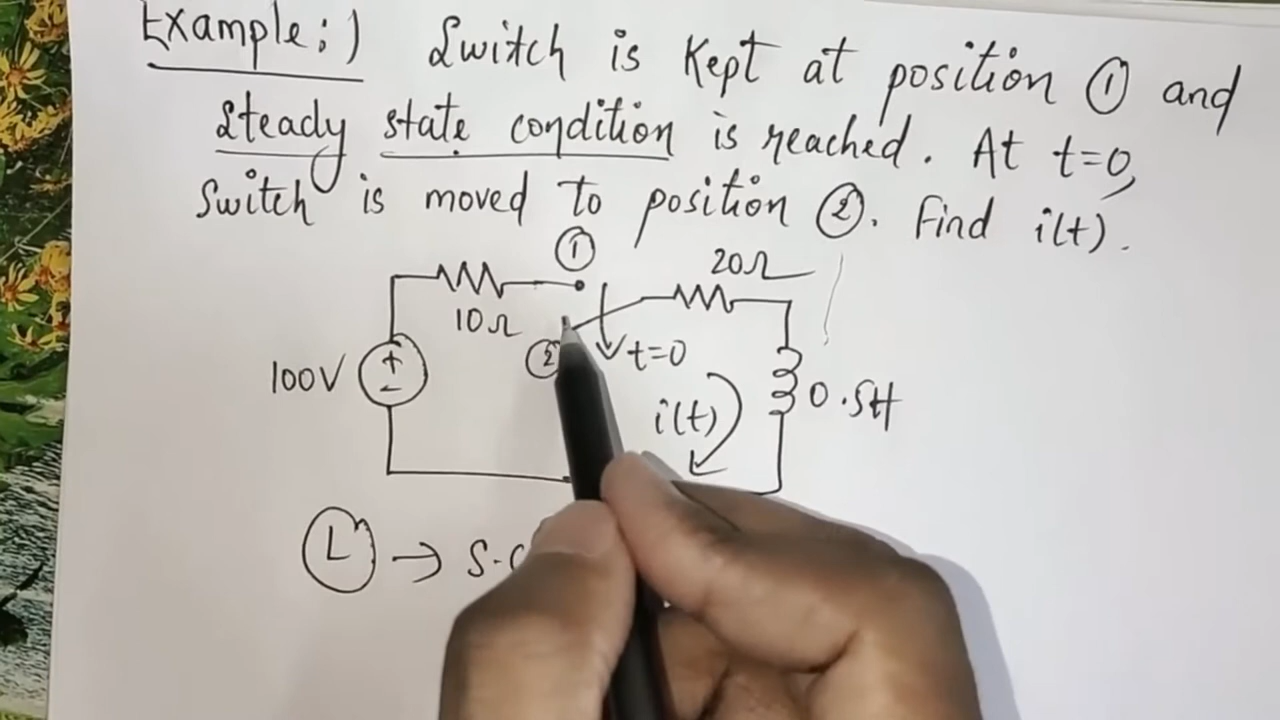 Example:) Switch is kept at position ① and
steady state condition is reached. At t=0,
Switch is moved to position ②. Find i(t).
①
20Ω
10Ω
② t=0
100V
+
-
i(t)
0.5H
L → S.C